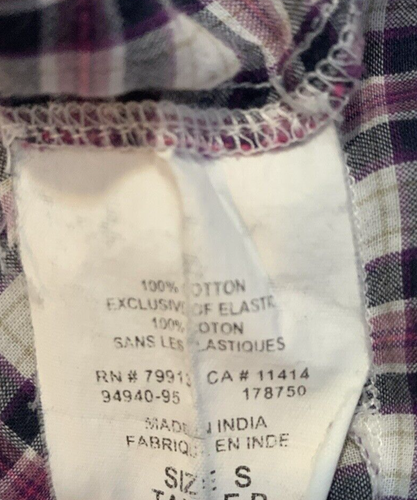 100% COTTON
EXCLUSIVE OF ELASTIC
100% COTON
SANS LES ELASTIQUES
RN # 79913 CA # 11414
94940-95 178750
MADE IN INDIA
FABRIQUE EN INDE
SIZE S